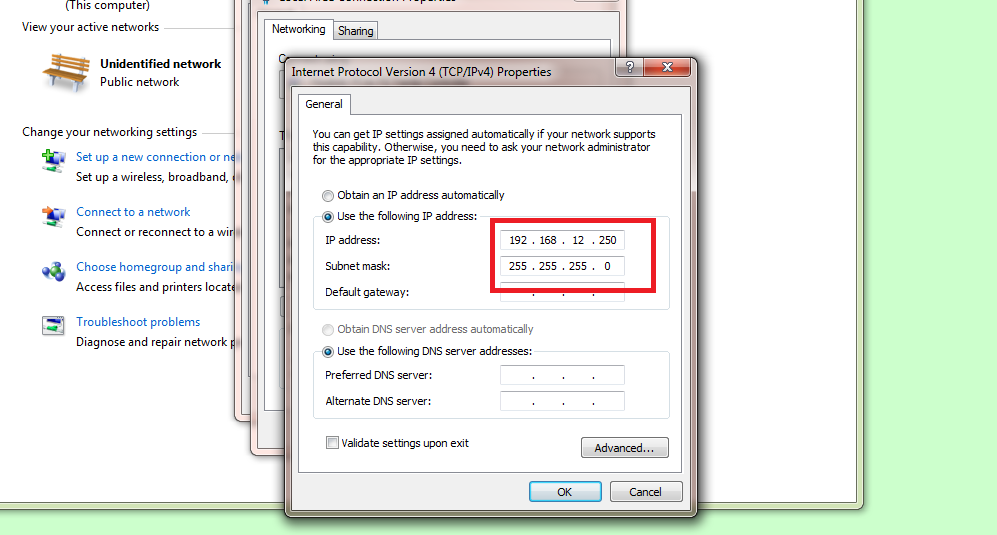 (This computer)
View your active networks
Unidentified network
Public network
Change your networking settings
Set up a new connection or ne
Set up a wireless, broadband,
Connect to a network
Connect or reconnect to a wir
Choose homegroup and shari
Access files and printers locate
Troubleshoot problems
Diagnose and repair network p
Local Area Connection Properties
Networking
Sharing
Internet Protocol Version 4 (TCP/IPv4) Properties
General
You can get IP settings assigned automatically if your network supports
this capability. Otherwise, you need to ask your network administrator
for the appropriate IP settings.
Obtain an IP address automatically
Use the following IP address:
IP address: 192 . 168 . 12 . 250
Subnet mask: 255 . 255 . 255 . 0
Default gateway: . . .
Obtain DNS server address automatically
Use the following DNS server addresses:
Preferred DNS server: . . .
Alternate DNS server: . . .
Validate settings upon exit
Advanced...
OK
Cancel